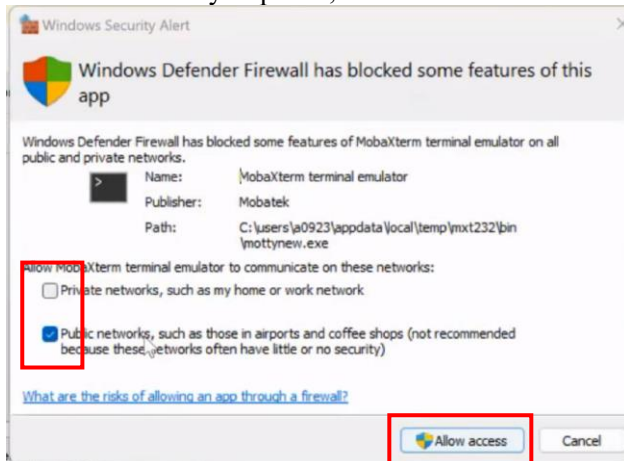 Windows Security Alert
Windows Defender Firewall has blocked some features of this
app
Windows Defender Firewall has blocked some features of MobaXterm terminal emulator on all
public and private networks.
Name: MobaXterm terminal emulator
Publisher: Mobatek
Path: C:\users\a0923\appdata\local\temp\mxt232\bin
\mottynew.exe
Allow MobaXterm terminal emulator to communicate on these networks:
Private networks, such as my home or work network
Public networks, such as those in airports and coffee shops (not recommended
because these networks often have little or no security)
What are the risks of allowing an app through a firewall?
Allow access
Cancel